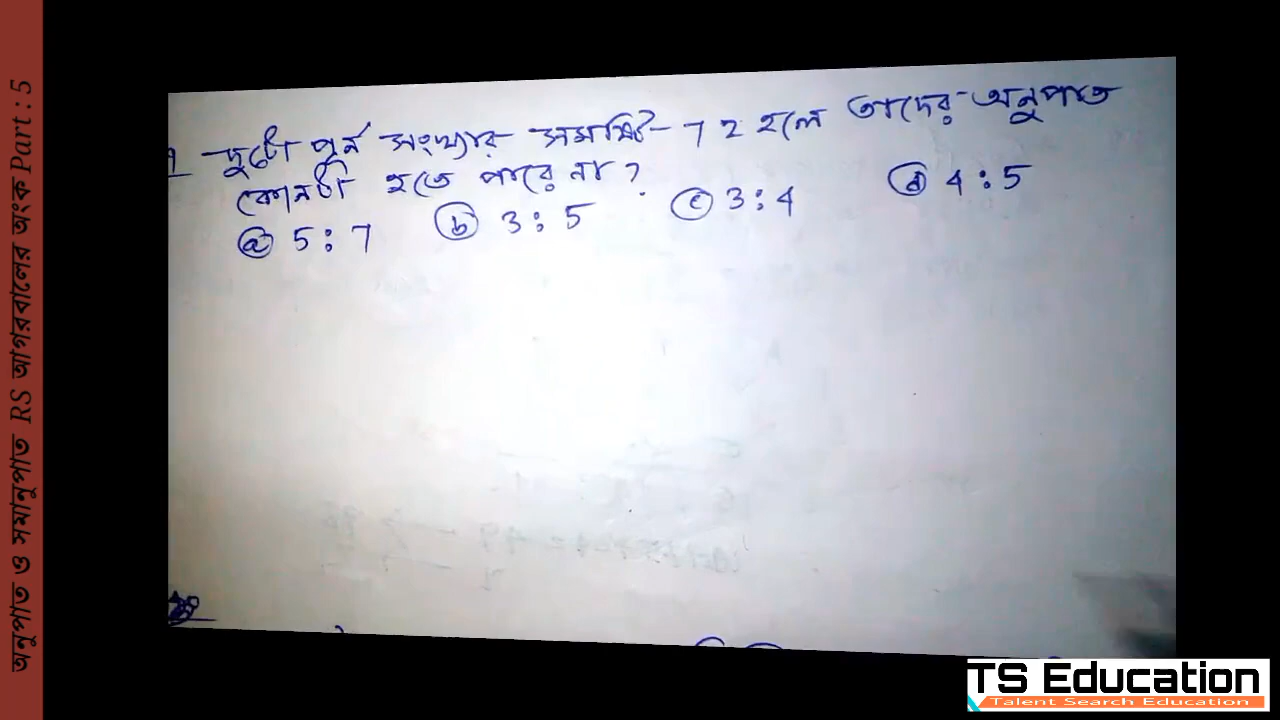 অনুপাত ও সমানুপাত RS আগরবালের অংক Part : 5
দুটো পূর্ন সংখ্যার সমষ্টি 72 হলে তাদের অনুপাত
কোনটা হতে পারে না ?
(a) 5 : 7 (b) 3 : 5 (c) 3 : 4 (d) 4 : 5
TS Education
Talent Search Education